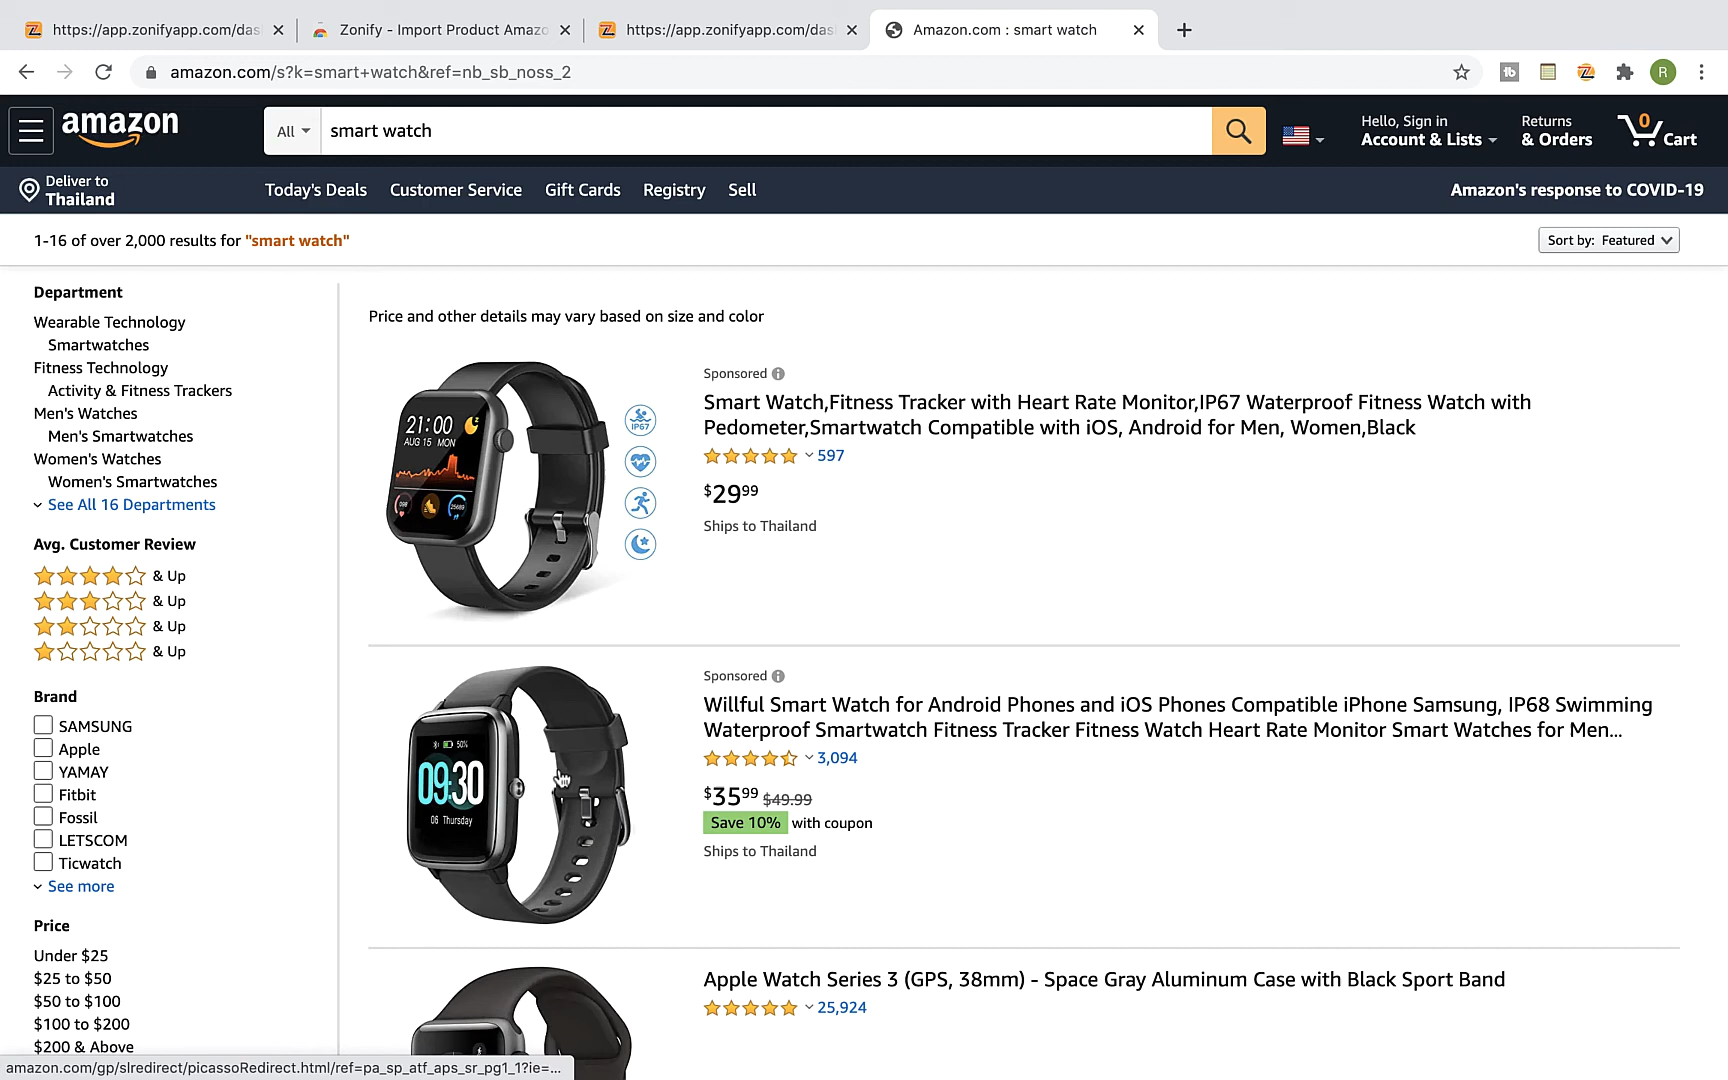 https://app.zonifyapp.com/das
Zonify - Import Product Amazo
https://app.zonifyapp.com/das
Amazon.com : smart watch
amazon.com/s?k=smart+watch&ref=nb_sb_noss_2
tb
R
amazon
All
smart watch
Hello, Sign in
Account & Lists
Returns
& Orders
0
Cart
Deliver to
Thailand
Today's Deals
Customer Service
Gift Cards
Registry
Sell
Amazon's response to COVID-19
1-16 of over 2,000 results for "smart watch"
Sort by: Featured
Department
Wearable Technology
Smartwatches
Fitness Technology
Activity & Fitness Trackers
Men's Watches
Men's Smartwatches
Women's Watches
Women's Smartwatches
See All 16 Departments
Avg. Customer Review
& Up
& Up
& Up
& Up
Brand
SAMSUNG
Apple
YAMAY
Fitbit
Fossil
LETSCOM
Ticwatch
See more
Price
Under $25
$25 to $50
$50 to $100
$100 to $200
$200 & Above
Price and other details may vary based on size and color
21:00
AUG 15 MON
IP67
Sponsored
Smart Watch,Fitness Tracker with Heart Rate Monitor,IP67 Waterproof Fitness Watch with
Pedometer,Smartwatch Compatible with iOS, Android for Men, Women,Black
597
$2999
Ships to Thailand
50%
09:30
06 Thursday
Sponsored
Willful Smart Watch for Android Phones and iOS Phones Compatible iPhone Samsung, IP68 Swimming
Waterproof Smartwatch Fitness Tracker Fitness Watch Heart Rate Monitor Smart Watches for Men...
3,094
$3599 $49.99
Save 10% with coupon
Ships to Thailand
Apple Watch Series 3 (GPS, 38mm) - Space Gray Aluminum Case with Black Sport Band
25,924
amazon.com/gp/slredirect/picassoRedirect.html/ref=pa_sp_atf_aps_sr_pg1_1?ie=...